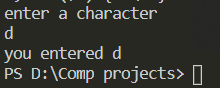 enter a character
d
you entered d
PS D:\Comp projects>